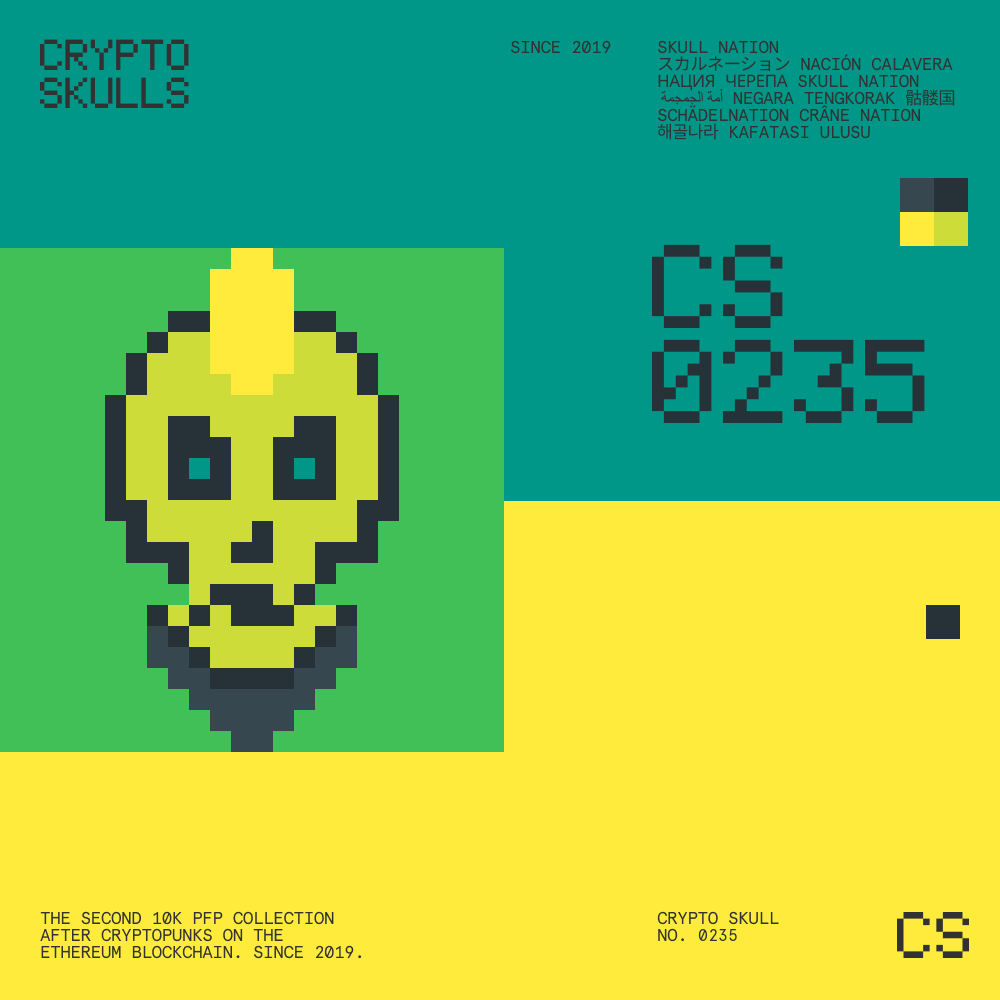 CRYPTO
SKULLS
SINCE 2019
SKULL NATION
スカルネーション NACIÓN CALAVERA
НАЦИЯ ЧЕРЕПА SKULL NATION
أمة الجمجمة NEGARA TENGKORAK 骷髅国
SCHÄDELNATION CRÂNE NATION
해골나라 KAFATASI ULUSU
CS
0235
THE SECOND 10K PFP COLLECTION
AFTER CRYPTOPUNKS ON THE
ETHEREUM BLOCKCHAIN. SINCE 2019.
CRYPTO SKULL
NO. 0235
CS